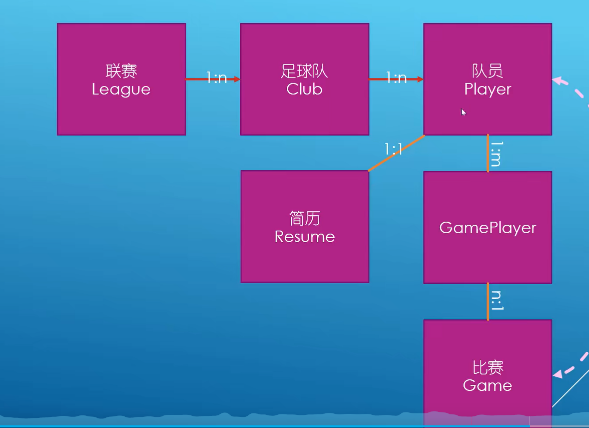 联赛
League
1:n
足球队
Club
1:n
队员
Player
1:1
1:m
简历
Resume
GamePlayer
n:1
比赛
Game